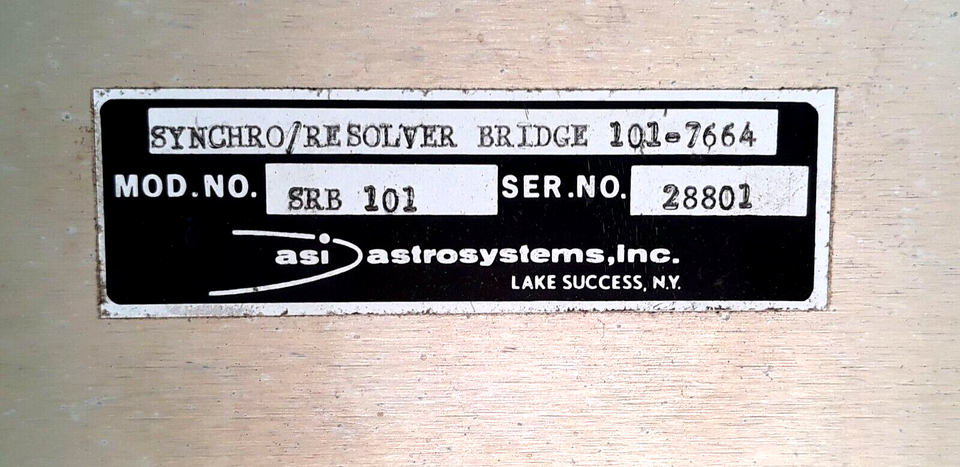 SYNCHRO/RESOLVER BRIDGE 101-7664
MOD.NO. SRB 101 SER.NO. 28801
asi astrosystems,Inc.
LAKE SUCCESS, N.Y.